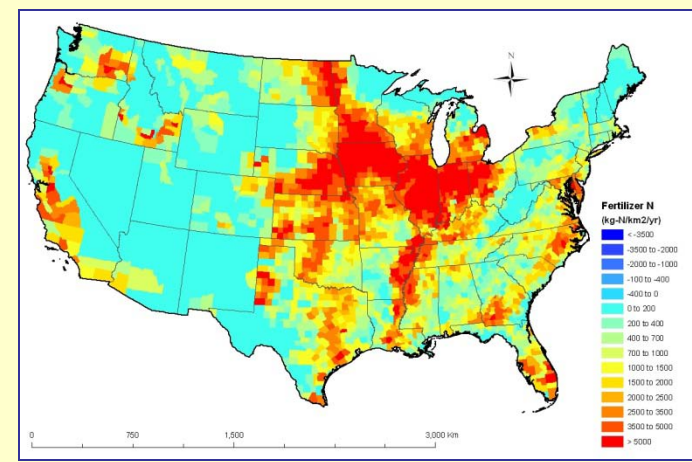 N
Fertilizer N
(kg-N/km2/yr)
< -3500
-3500 to -2000
-2000 to -1000
-100 to -400
-400 to 0
0 to 200
200 to 400
400 to 700
700 to 1000
1000 to 1500
1500 to 2000
2000 to 2500
2500 to 3500
3500 to 5000
> 5000
0 750 1,500 3,000 Km